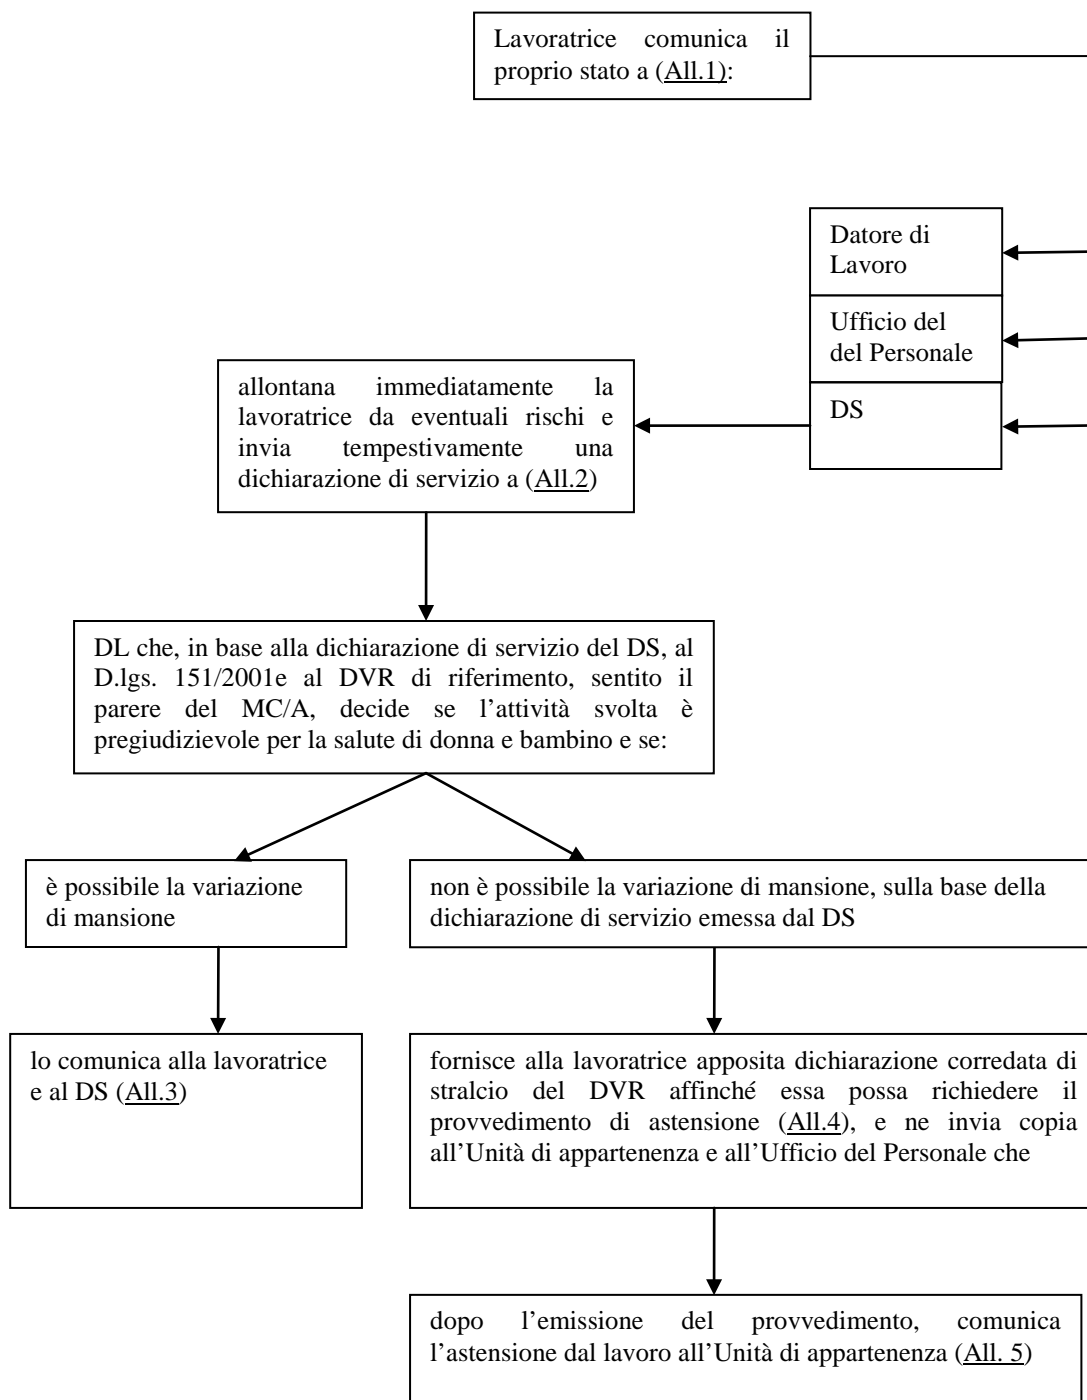 Lavoratrice comunica il
proprio stato a (All.1):
Datore di
Lavoro
Ufficio del
del Personale
DS
allontana immediatamente la
lavoratrice da eventuali rischi e
invia tempestivamente una
dichiarazione di servizio a (All.2)
DL che, in base alla dichiarazione di servizio del DS, al
D.lgs. 151/2001e al DVR di riferimento, sentito il
parere del MC/A, decide se l’attività svolta è
pregiudizievole per la salute di donna e bambino e se:
è possibile la variazione
di mansione
non è possibile la variazione di mansione, sulla base della
dichiarazione di servizio emessa dal DS
lo comunica alla lavoratrice
e al DS (All.3)
fornisce alla lavoratrice apposita dichiarazione corredata di
stralcio del DVR affinché essa possa richiedere il
provvedimento di astensione (All.4), e ne invia copia
all’Unità di appartenenza e all’Ufficio del Personale che
dopo l’emissione del provvedimento, comunica
l’astensione dal lavoro all’Unità di appartenenza (All. 5)